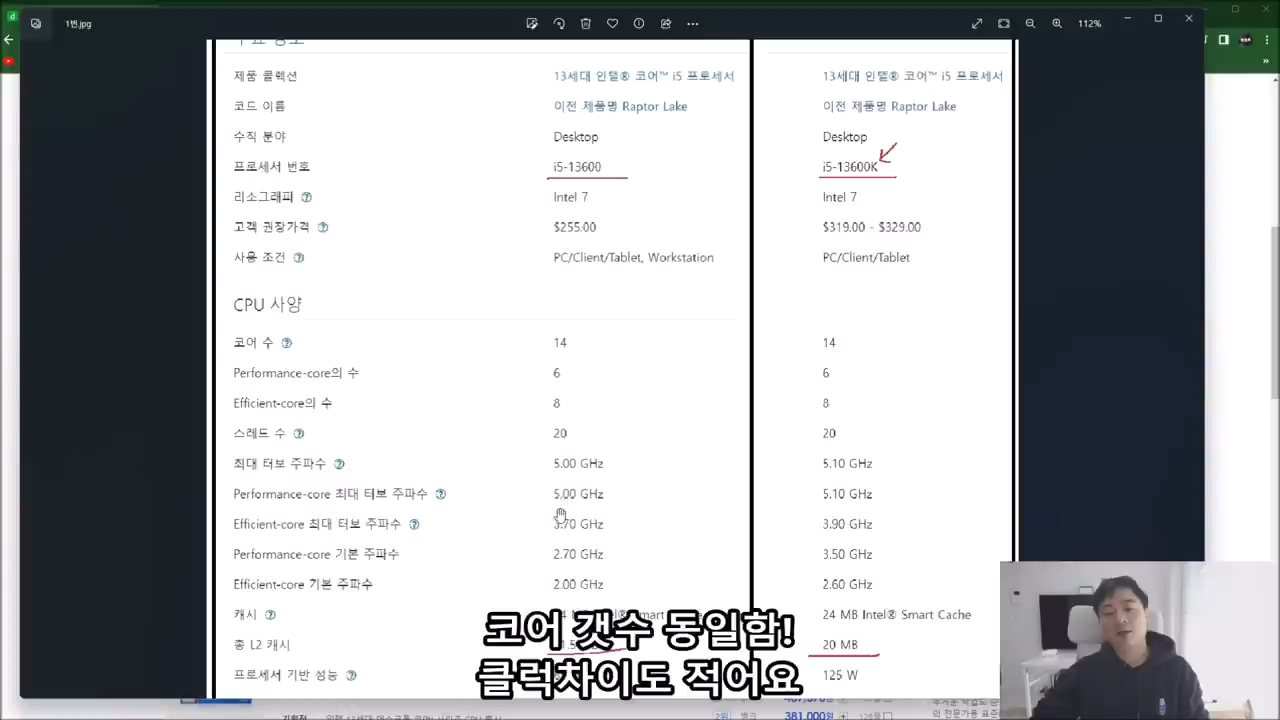 1번.jpg
112%
제품 콜렉션 13세대 인텔® 코어™ i5 프로세서 13세대 인텔® 코어™ i5 프로세서
코드 이름 이전 제품명 Raptor Lake 이전 제품명 Raptor Lake
수직 분야 Desktop Desktop
프로세서 번호 i5-13600 i5-13600K
리소그래피 Intel 7 Intel 7
고객 권장가격 $255.00 $319.00 - $329.00
사용 조건 PC/Client/Tablet, Workstation PC/Client/Tablet
CPU 사양
코어 수 14 14
Performance-core의 수 6 6
Efficient-core의 수 8 8
스레드 수 20 20
최대 터보 주파수 5.00 GHz 5.10 GHz
Performance-core 최대 터보 주파수 5.00 GHz 5.10 GHz
Efficient-core 최대 터보 주파수 3.70 GHz 3.90 GHz
Performance-core 기본 주파수 2.70 GHz 3.50 GHz
Efficient-core 기본 주파수 2.00 GHz 2.60 GHz
캐시 24 MB Intel® Smart Cache
총 L2 캐시 20 MB
프로세서 기반 성능 125 W
코어 갯수 동일함!
클럭차이도 적어요
381,000원